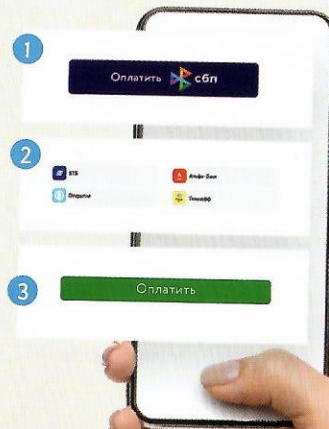 1
Оплатить сбп
2
ВТБ
Альфа-Банк
Открытие
Тинькофф
3
Оплатить